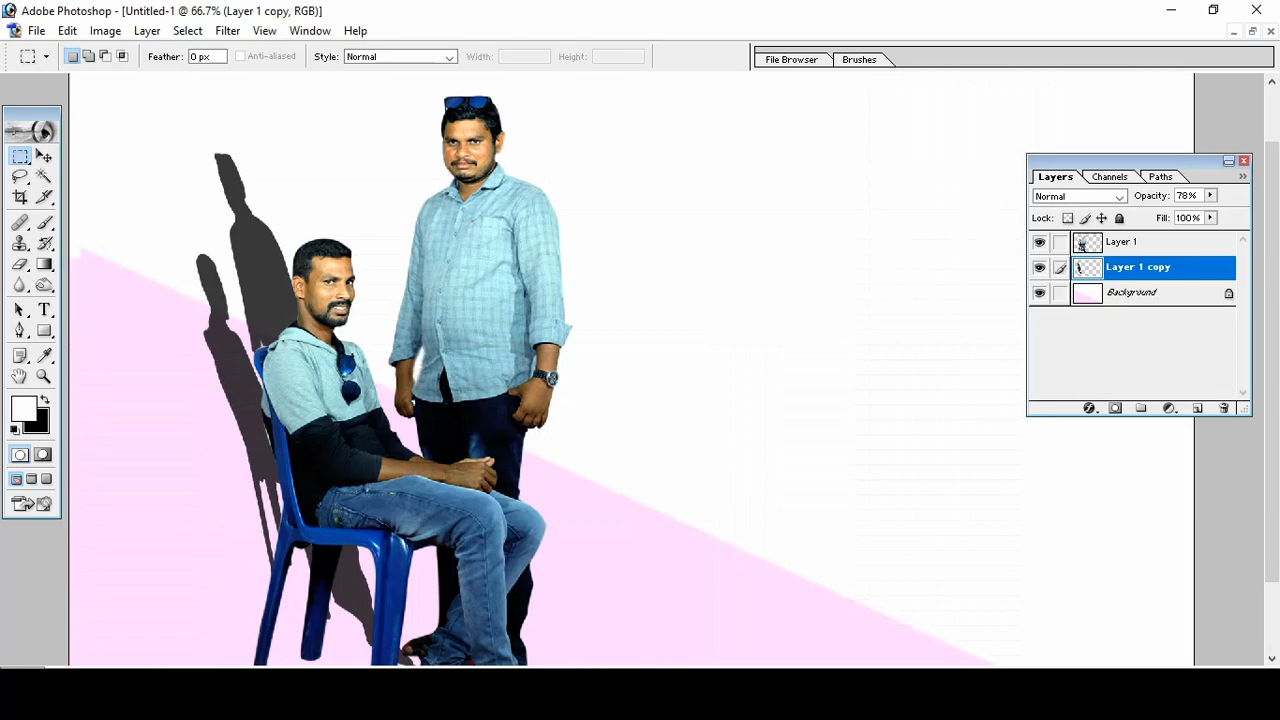 Adobe Photoshop - [Untitled-1 @ 66.7% (Layer 1 copy, RGB)]
File Edit Image Layer Select Filter View Window Help
Feather: 0 px Anti-aliased Style: Normal Width: Height: File Browser Brushes
Layers Channels Paths
Normal Opacity: 78%
Lock: Fill: 100%
Layer 1
Layer 1 copy
Background